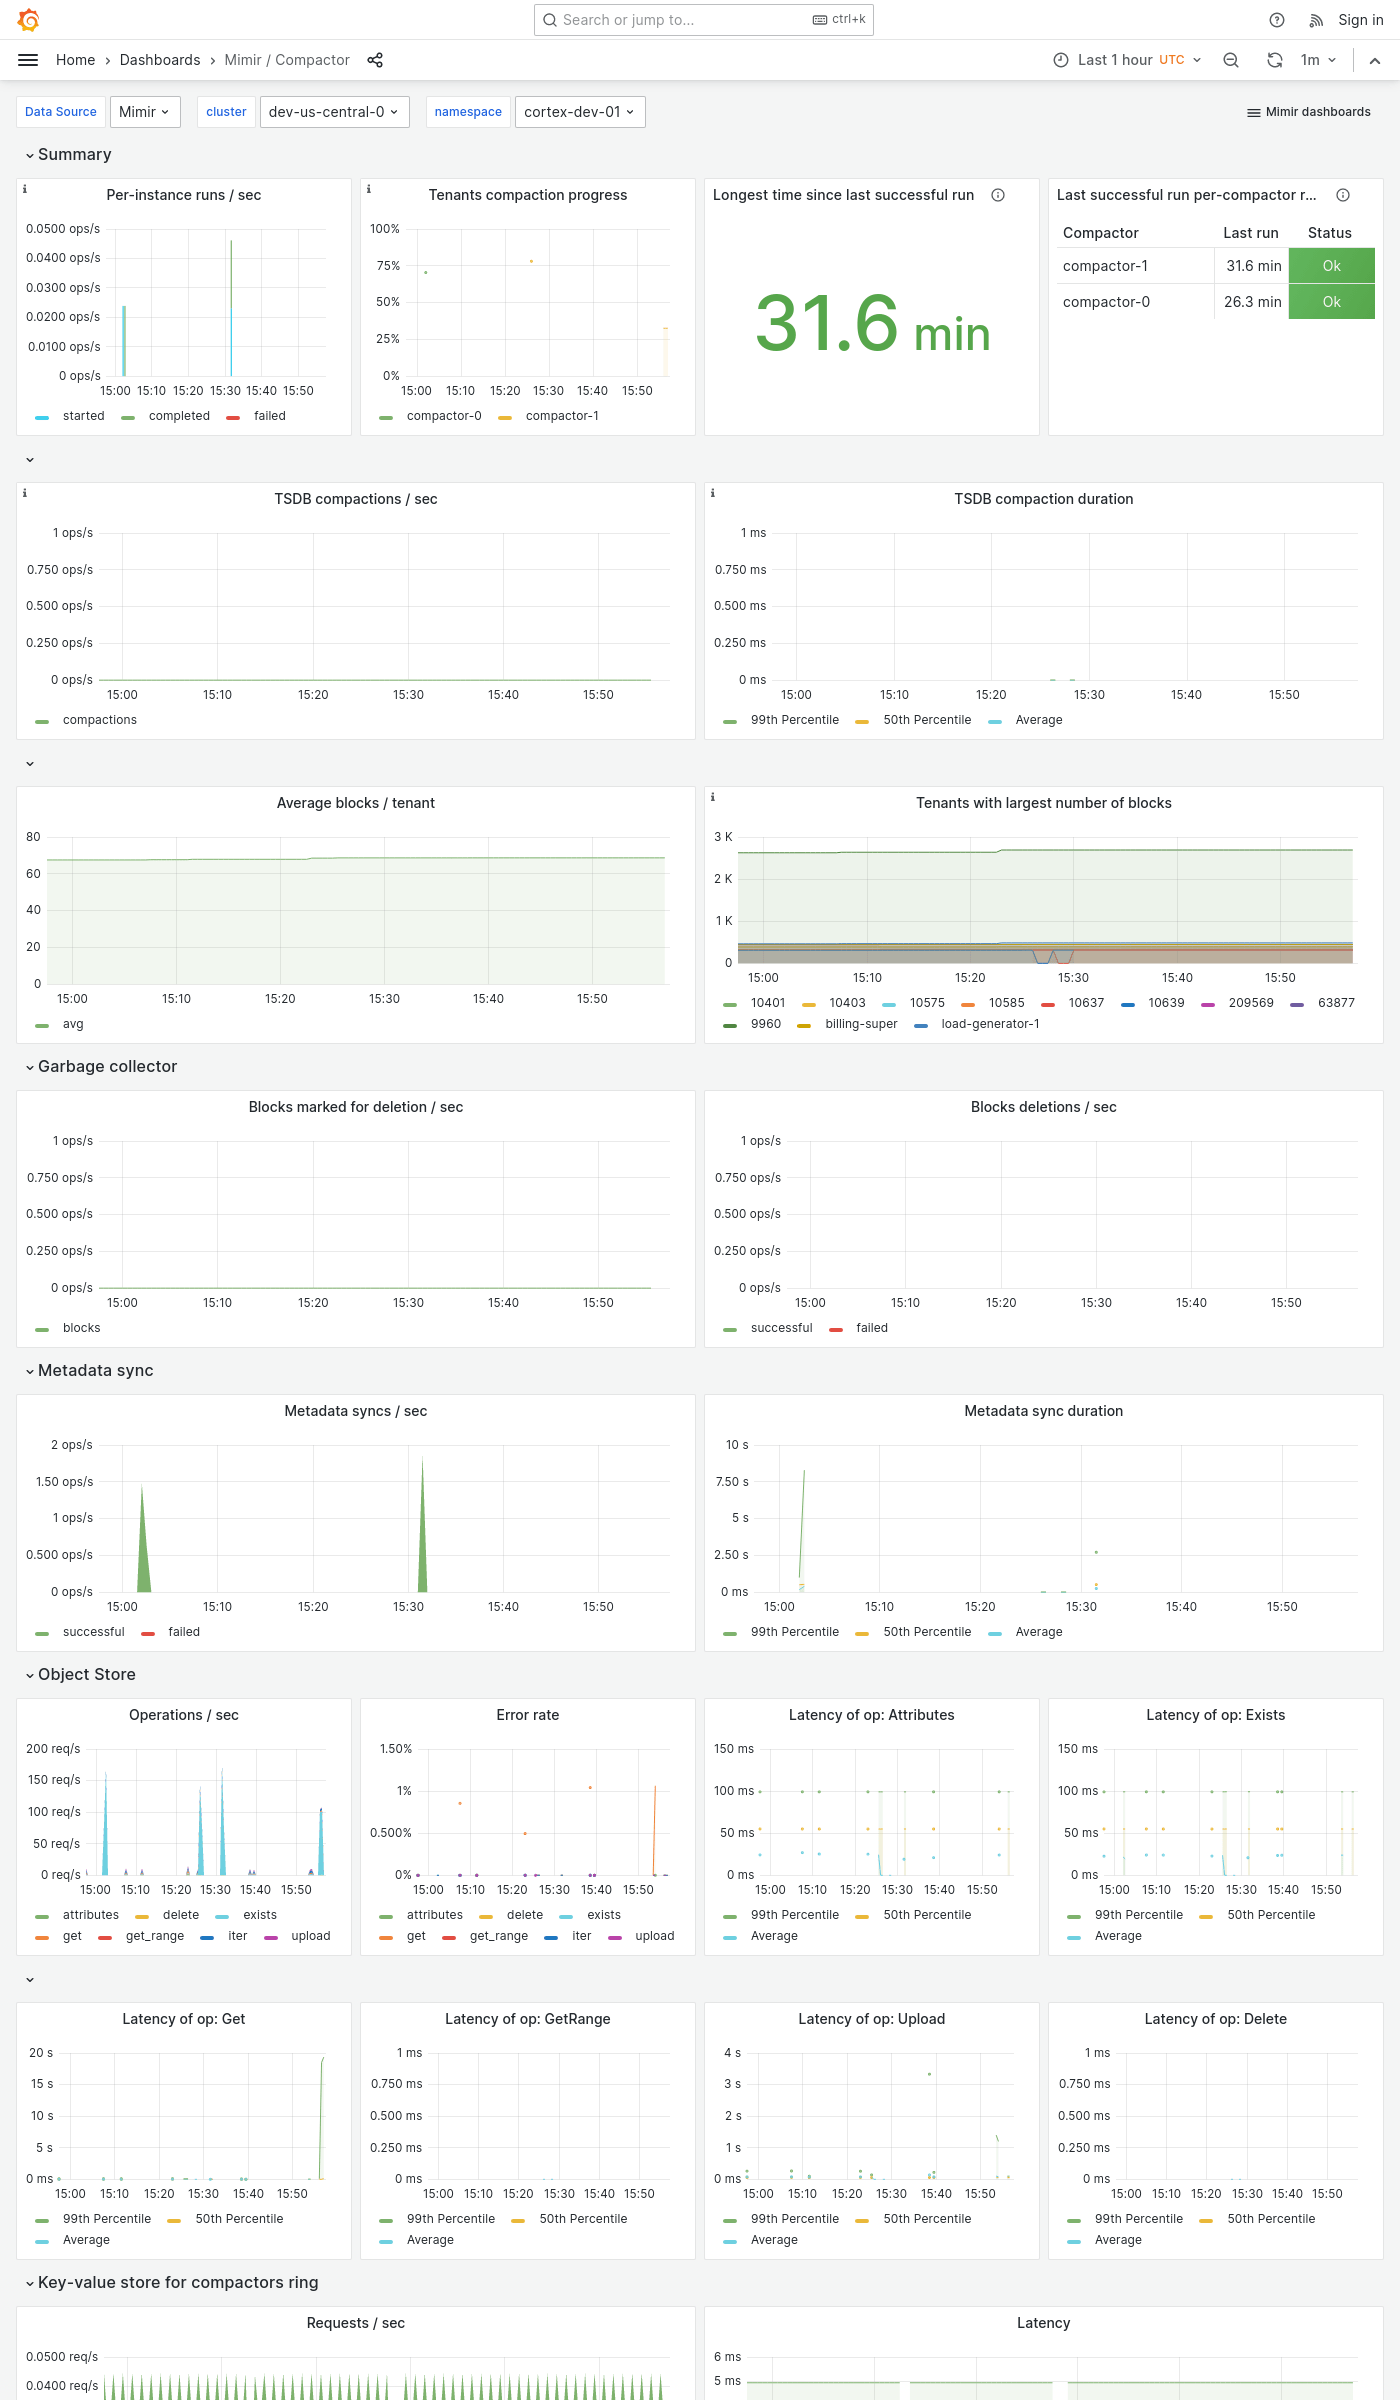 Search or jump to...
ctrl+k
Sign in
Home > Dashboards > Mimir / Compactor
Last 1 hour UTC
1m
Data Source Mimir
cluster dev-us-central-0
namespace cortex-dev-01
Mimir dashboards
Summary
Per-instance runs / sec
0.0500 ops/s
0.0400 ops/s
0.0300 ops/s
0.0200 ops/s
0.0100 ops/s
0 ops/s
15:00 15:10 15:20 15:30 15:40 15:50
started completed failed
Tenants compaction progress
100%
75%
50%
25%
0%
15:00 15:10 15:20 15:30 15:40 15:50
compactor-0 compactor-1
Longest time since last successful run
31.6 min
Last successful run per-compactor r...
Compactor Last run Status
compactor-1 31.6 min Ok
compactor-0 26.3 min Ok
TSDB compactions / sec
1 ops/s
0.750 ops/s
0.500 ops/s
0.250 ops/s
0 ops/s
15:00 15:10 15:20 15:30 15:40 15:50
compactions
TSDB compaction duration
1 ms
0.750 ms
0.500 ms
0.250 ms
0 ms
15:00 15:10 15:20 15:30 15:40 15:50
99th Percentile 50th Percentile Average
Average blocks / tenant
80
60
40
20
0
15:00 15:10 15:20 15:30 15:40 15:50
avg
Tenants with largest number of blocks
3 K
2 K
1 K
0
15:00 15:10 15:20 15:30 15:40 15:50
10401 10403 10575 10585 10637 10639 209569 63877
9960 billing-super load-generator-1
Garbage collector
Blocks marked for deletion / sec
1 ops/s
0.750 ops/s
0.500 ops/s
0.250 ops/s
0 ops/s
15:00 15:10 15:20 15:30 15:40 15:50
blocks
Blocks deletions / sec
1 ops/s
0.750 ops/s
0.500 ops/s
0.250 ops/s
0 ops/s
15:00 15:10 15:20 15:30 15:40 15:50
successful failed
Metadata sync
Metadata syncs / sec
2 ops/s
1.50 ops/s
1 ops/s
0.500 ops/s
0 ops/s
15:00 15:10 15:20 15:30 15:40 15:50
successful failed
Metadata sync duration
10 s
7.50 s
5 s
2.50 s
0 ms
15:00 15:10 15:20 15:30 15:40 15:50
99th Percentile 50th Percentile Average
Object Store
Operations / sec
200 req/s
150 req/s
100 req/s
50 req/s
0 req/s
15:00 15:10 15:20 15:30 15:40 15:50
attributes delete exists
get get_range iter upload
Error rate
1.50%
1%
0.500%
0%
15:00 15:10 15:20 15:30 15:40 15:50
attributes delete exists
get get_range iter upload
Latency of op: Attributes
150 ms
100 ms
50 ms
0 ms
15:00 15:10 15:20 15:30 15:40 15:50
99th Percentile 50th Percentile
Average
Latency of op: Exists
150 ms
100 ms
50 ms
0 ms
15:00 15:10 15:20 15:30 15:40 15:50
99th Percentile 50th Percentile
Average
Latency of op: Get
20 s
15 s
10 s
5 s
0 ms
15:00 15:10 15:20 15:30 15:40 15:50
99th Percentile 50th Percentile
Average
Latency of op: GetRange
1 ms
0.750 ms
0.500 ms
0.250 ms
0 ms
15:00 15:10 15:20 15:30 15:40 15:50
99th Percentile 50th Percentile
Average
Latency of op: Upload
4 s
3 s
2 s
1 s
0 ms
15:00 15:10 15:20 15:30 15:40 15:50
99th Percentile 50th Percentile
Average
Latency of op: Delete
1 ms
0.750 ms
0.500 ms
0.250 ms
0 ms
15:00 15:10 15:20 15:30 15:40 15:50
99th Percentile 50th Percentile
Average
Key-value store for compactors ring
Requests / sec
0.0500 req/s
0.0400 req/s
Latency
6 ms
5 ms